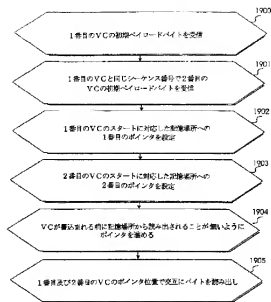 1900
1番目のVCの初期ペイロードバイトを受信
1901
1番目のVCと同じシーケンス番号で2番目の
VCの初期ペイロードバイトを受信
1902
1番目のVCのスタートに対応した記憶場所への
1番目のポインタを設定
1903
2番目のVCのスタートに対応した記憶場所への
2番目のポインタを設定
1904
VCが書込まれる前に記憶場所から読み出されることが無いように
ポインタを進める
1905
1番目及び2番目のVCのポインタ位置で交互にバイトを読み出し